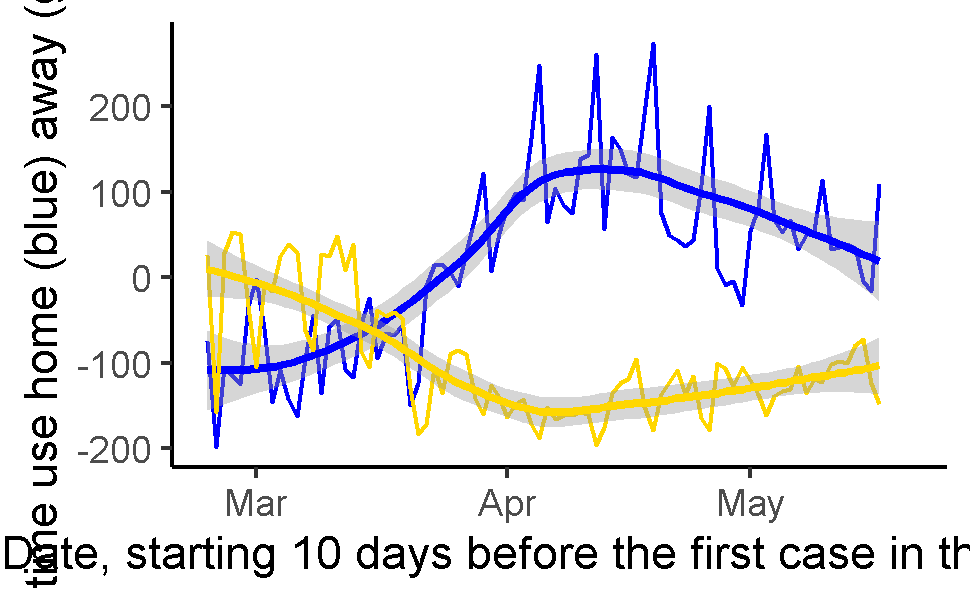 time use home (blue) away (
200
100
0
-100
-200
Mar Apr May
Date, starting 10 days before the first case in th